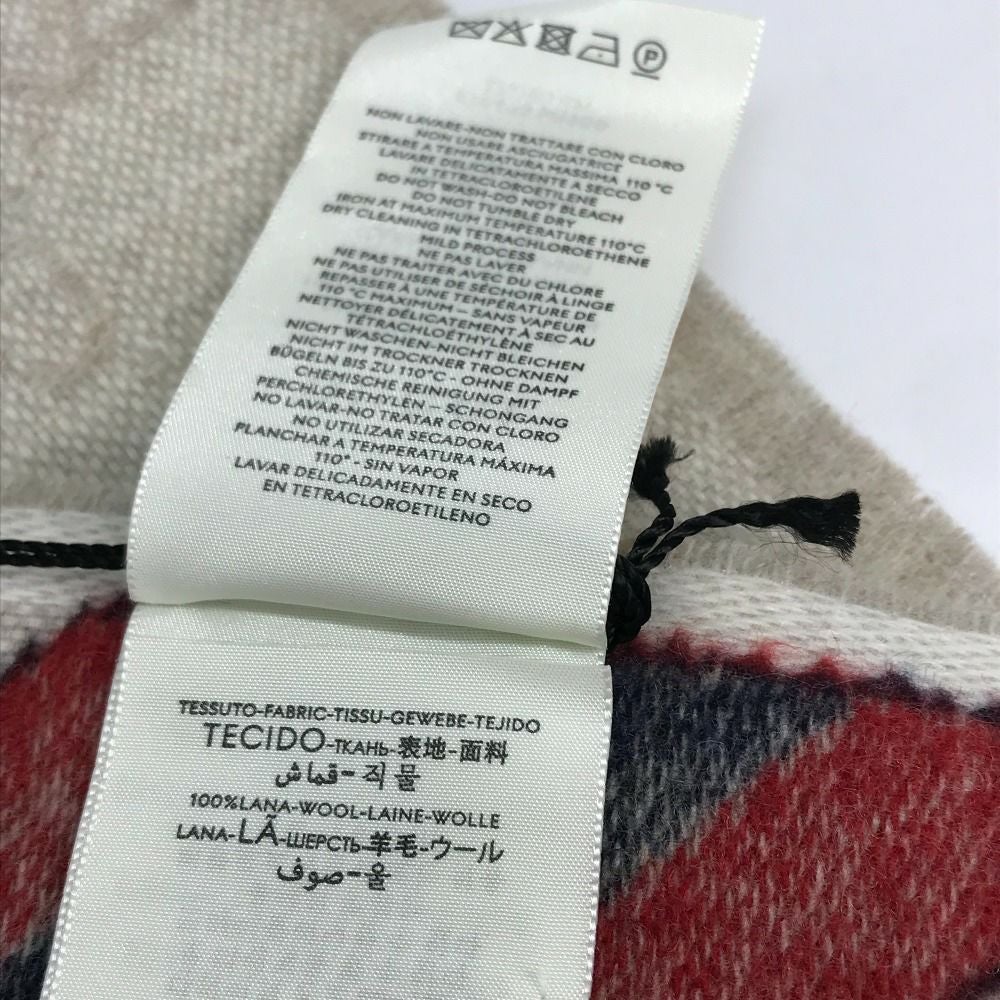 NON LAVARE-NON TRATTARE CON CLORO
NON USARE ASCIUGATRICE
STIRARE A TEMPERATURA MASSIMA 110 °C
LAVARE DELICATAMENTE A SECCO
IN TETRACLOROETILENE
DO NOT WASH-DO NOT BLEACH
DO NOT TUMBLE DRY
IRON AT MAXIMUM TEMPERATURE 110°C
DRY CLEANING IN TETRACHLOROETHENE
MILD PROCESS
NE PAS LAVER
NE PAS TRAITER AVEC DU CHLORE
NE PAS UTILISER DE SÉCHOIR À LINGE
REPASSER À UNE TEMPÉRATURE DE
110 °C MAXIMUM – SANS VAPEUR
NETTOYER DÉLICATEMENT À SEC AU
TÉTRACHLOROÉTHYLÈNE
NICHT WASCHEN-NICHT BLEICHEN
NICHT IM TROCKNER TROCKNEN
BÜGELN BIS ZU 110°C - OHNE DAMPF
CHEMISCHE REINIGUNG MIT
PERCHLORETHYLEN – SCHONGANG
NO LAVAR-NO TRATAR CON CLORO
NO UTILIZAR SECADORA
PLANCHAR A TEMPERATURA MÁXIMA
110° - SIN VAPOR
LAVAR DELICADAMENTE EN SECO
EN TETRACLOROETILENO
TESSUTO-FABRIC-TISSU-GEWEBE-TEJIDO
TECIDO-ТКАНЬ-表地-面料
직물-قماش
100%LANA-WOOL-LAINE-WOLLE
LANA-LÃ-ШЕРСТЬ-羊毛-ウール
울-صوف